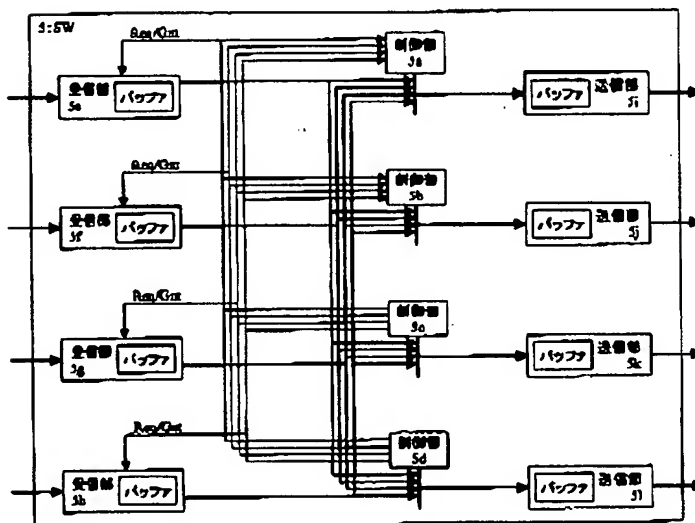 5:SW
Req/Gnt
制御部
5a
受信部
5e
バッファ
バッファ
送信部
5i
Req/Gnt
制御部
5b
受信部
5f
バッファ
バッファ
送信部
5j
Req/Gnt
制御部
5c
受信部
5g
バッファ
バッファ
送信部
5k
Req/Gnt
制御部
5d
受信部
5h
バッファ
バッファ
送信部
5l